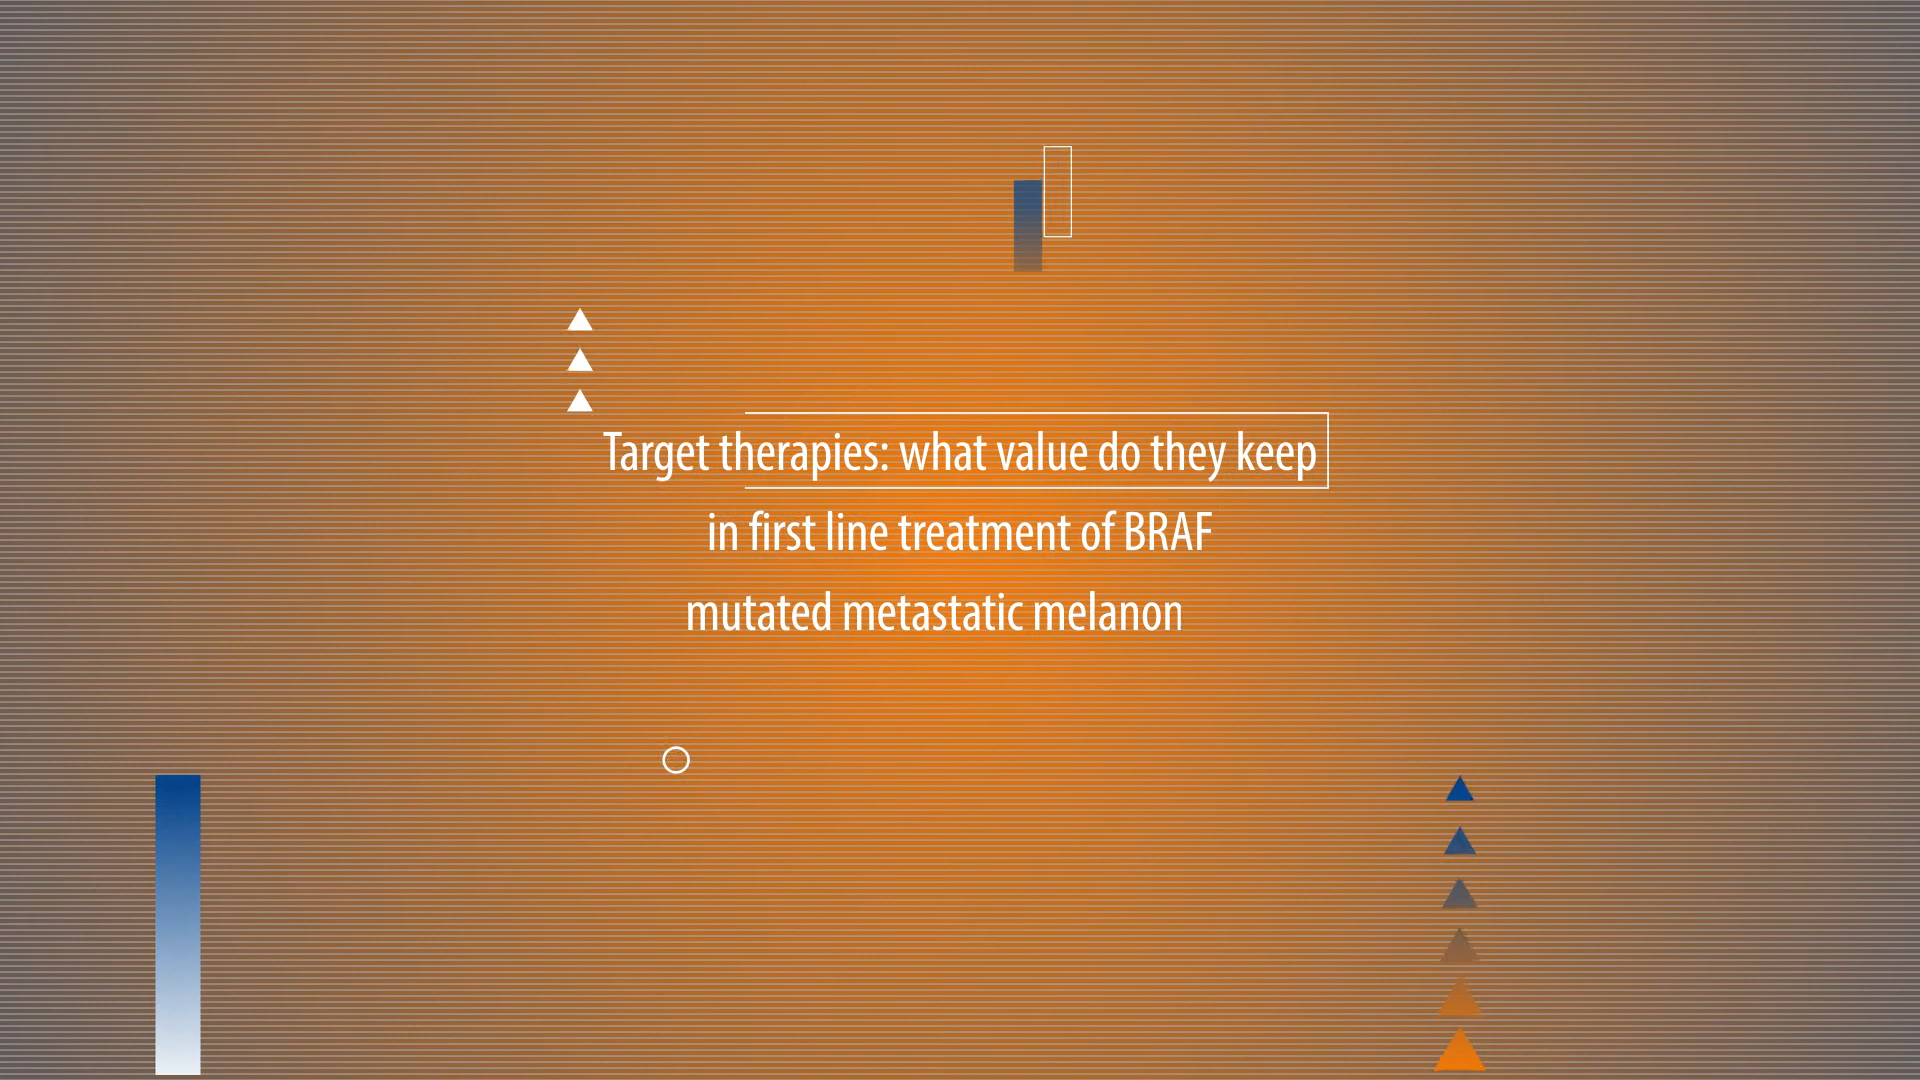 Target therapies: what value do they keep
in first line treatment of BRAF
mutated metastatic melanon